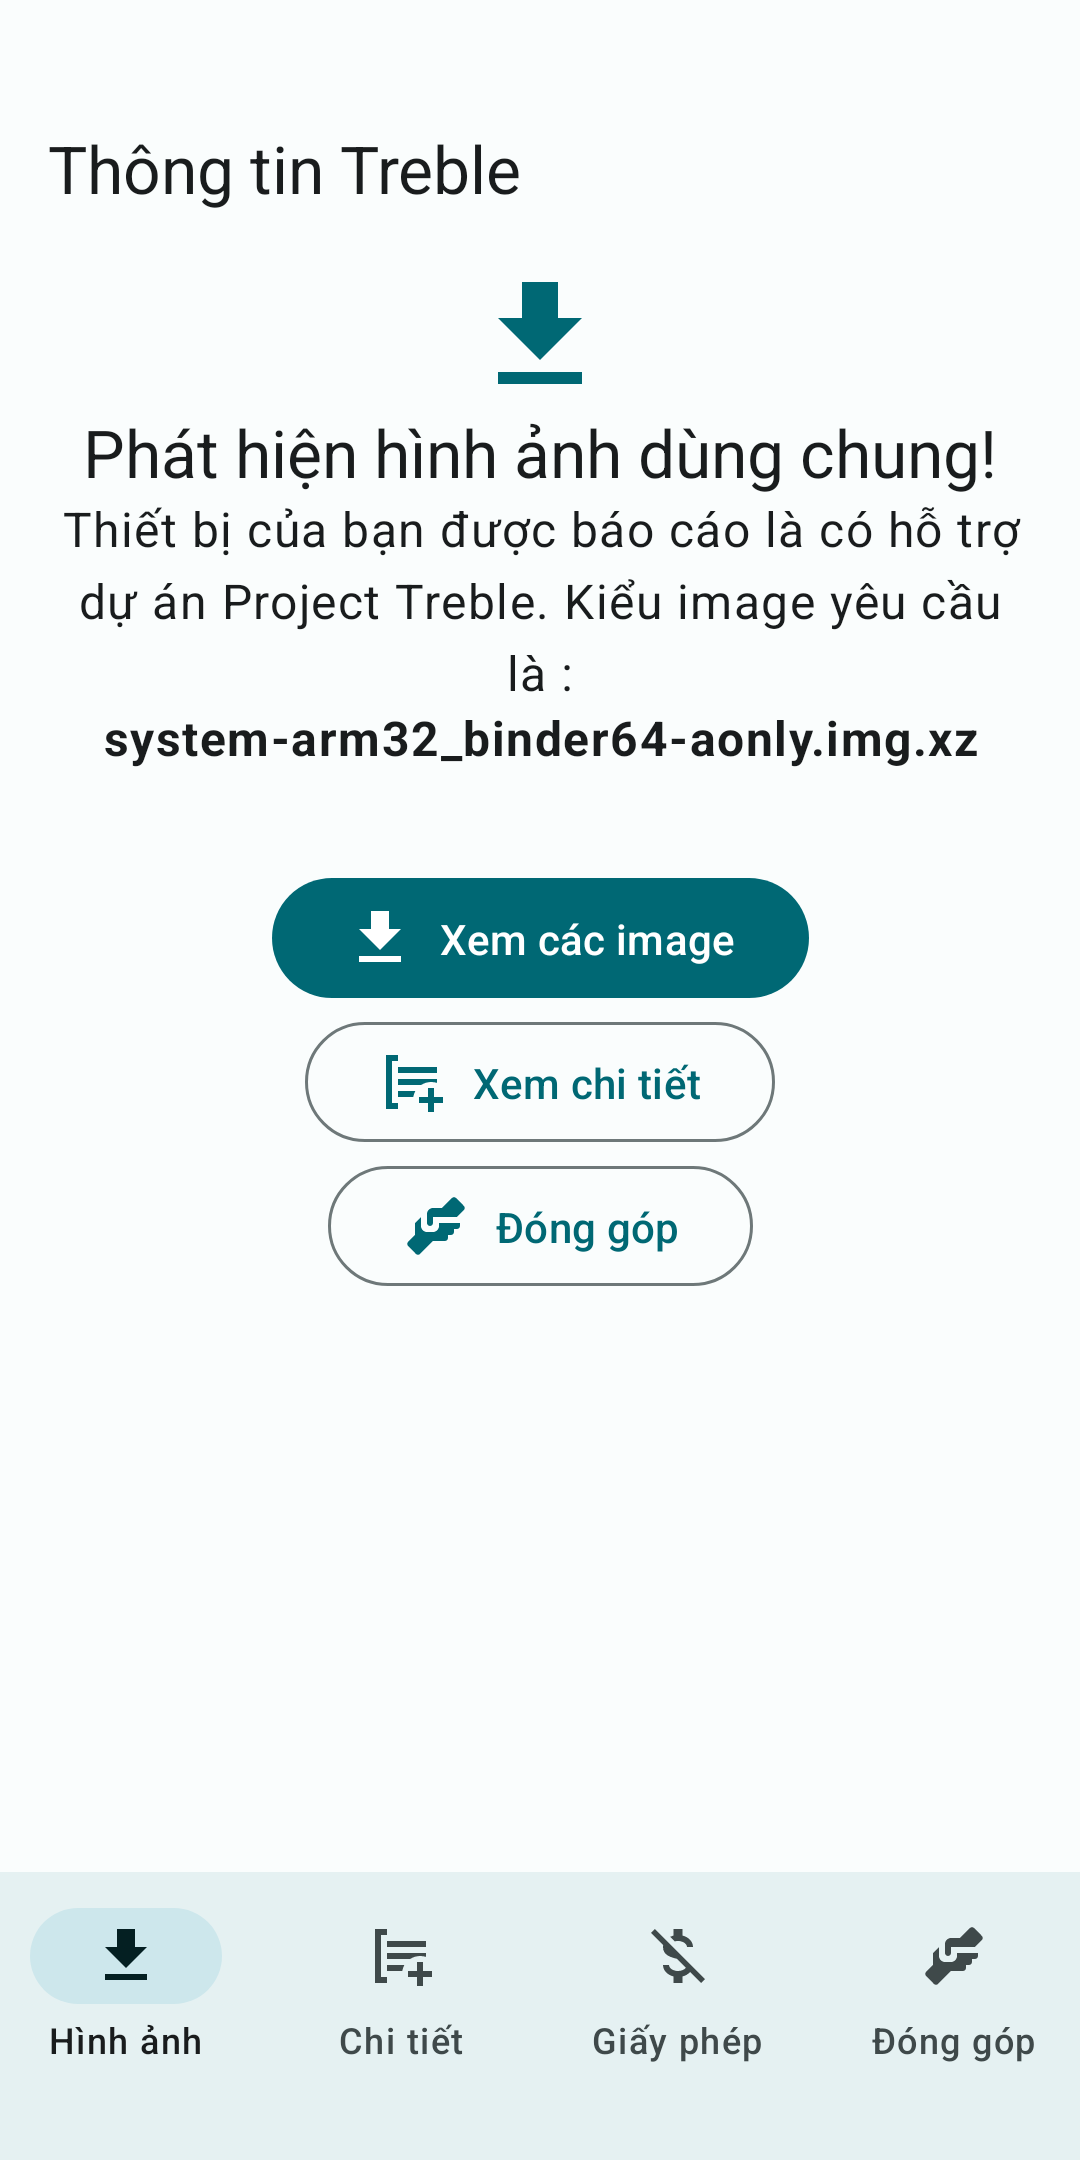 Thông tin Treble
Phát hiện hình ảnh dùng chung!
Thiết bị của bạn được báo cáo là có hỗ trợ
dự án Project Treble. Kiểu image yêu cầu
là :
system-arm32_binder64-aonly.img.xz
Xem các image
Xem chi tiết
Đóng góp
Hình ảnh
Chi tiết
Giấy phép
Đóng góp